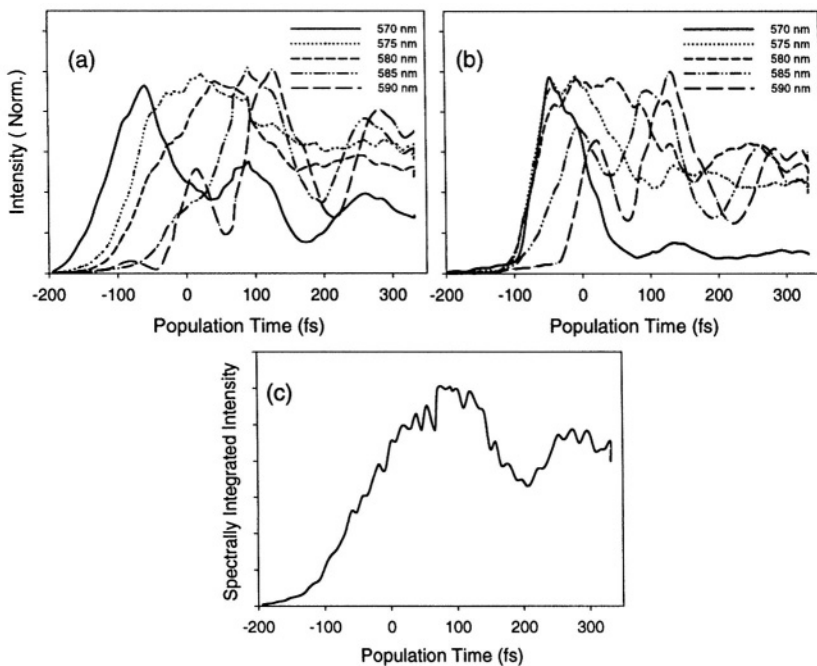 (a)
570 nm
575 nm
580 nm
585 nm
590 nm
Intensity ( Norm.)
-200 -100 0 100 200 300
Population Time (fs)
(b)
570 nm
575 nm
580 nm
585 nm
590 nm
-200 -100 0 100 200 300
Population Time (fs)
(c)
Spectrally Integrated Intensity
-200 -100 0 100 200 300
Population Time (fs)